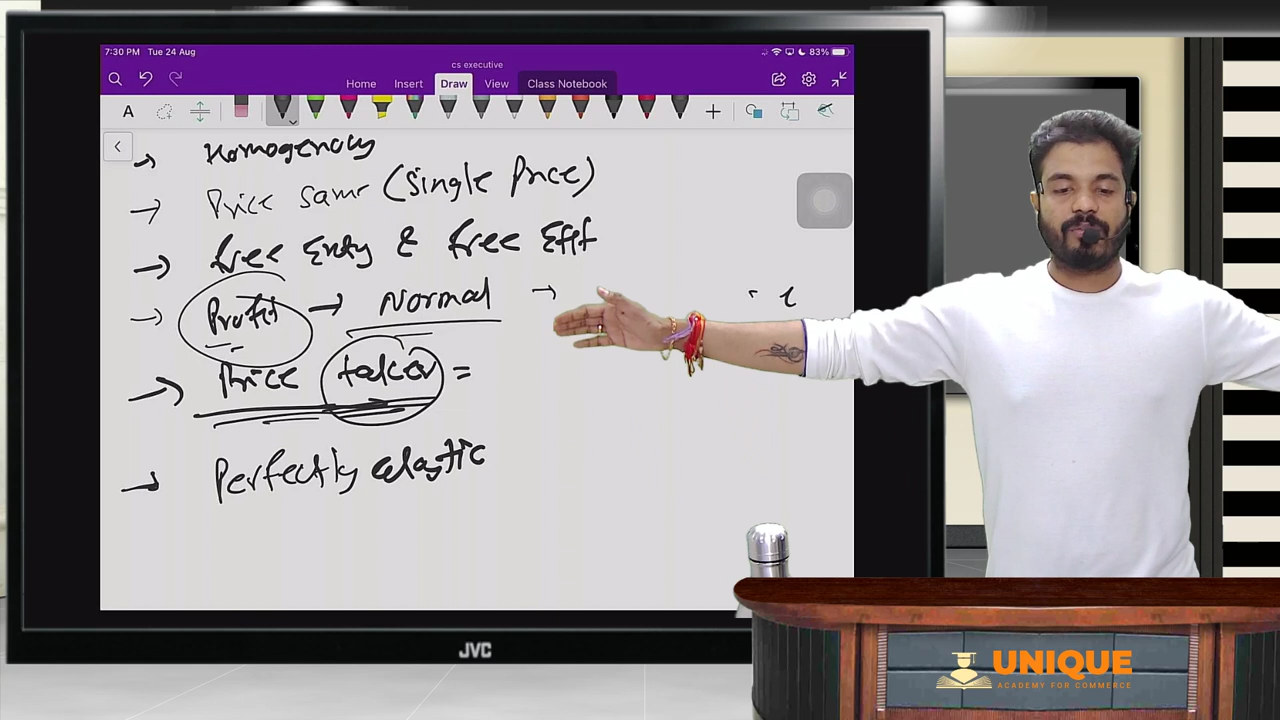 7:30 PM Tue 24 Aug
83%
cs executive
Home Insert Draw View Class Notebook
A
→ Homogeneous
→ Price same (Single Price)
→ free Entry & free Exit
→ Profit → Normal →
→ Price taker =
→ Perfectly elastic
JVC
UNIQUE
ACADEMY FOR COMMERCE